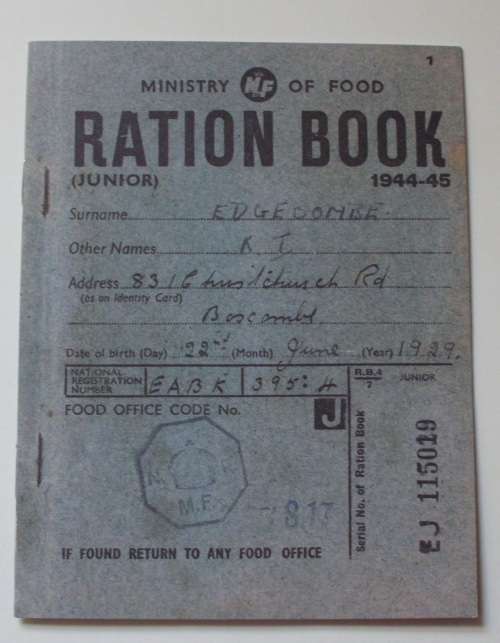 1
MINISTRY MF OF FOOD
RATION BOOK
(JUNIOR) 1944-45
Surname EDGECOMBE
Other Names K I
Address 831 Christchurch Rd
(as on Identity Card)
Boscombe
Date of birth (Day) 22nd (Month) June (Year) 1929.
NATIONAL REGISTRATION NUMBER EABK 395:4
R.B.4
7 JUNIOR
FOOD OFFICE CODE No. J
M.F.
- 817
Serial No. of Ration Book
EJ 115019
IF FOUND RETURN TO ANY FOOD OFFICE